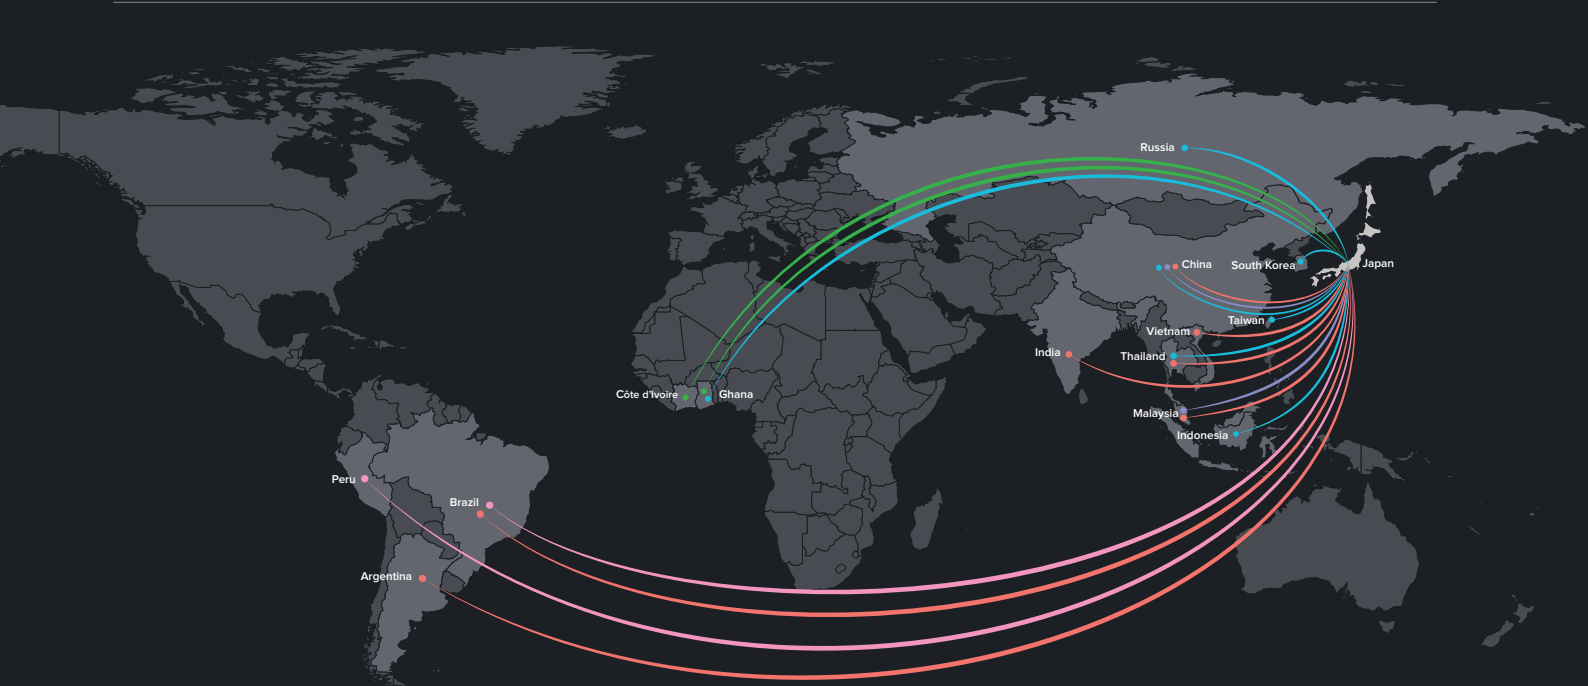 Russia
China
South Korea
Japan
Taiwan
Vietnam
India
Thailand
Côte d'Ivoire
Ghana
Malaysia
Indonesia
Peru
Brazil
Argentina